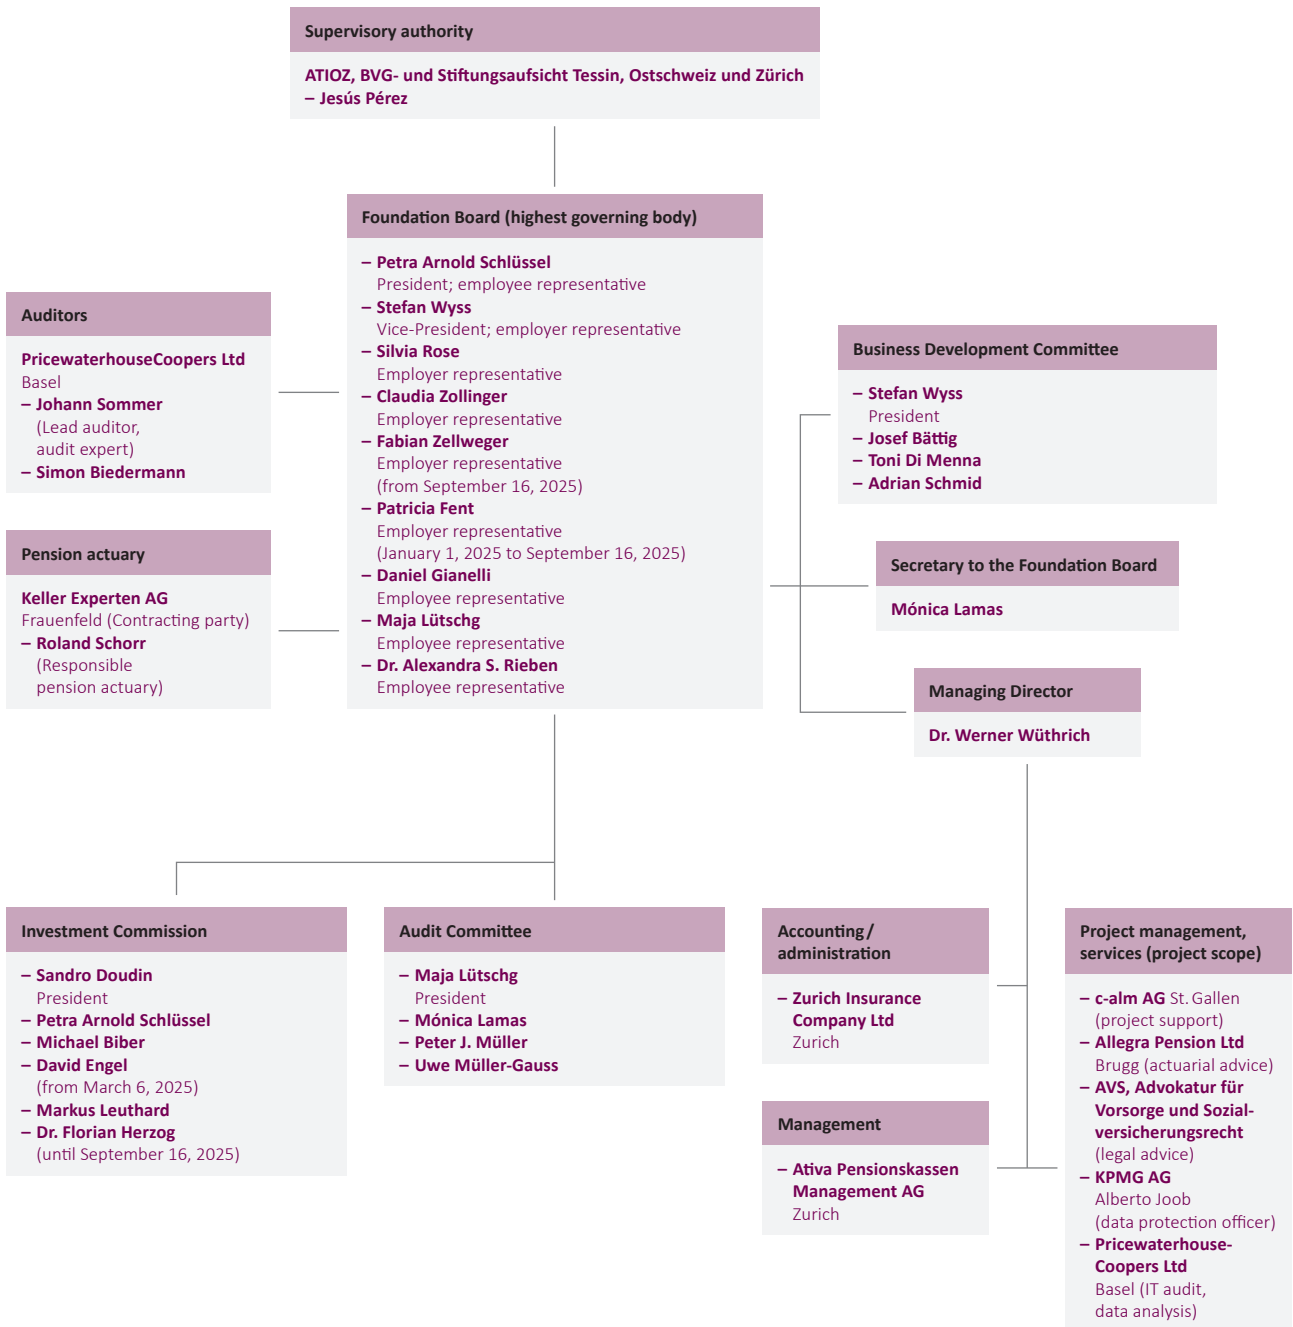 Supervisory authority
ATIOZ, BVG- und Stiftungsaufsicht Tessin, Ostschweiz und Zürich
– Jesús Pérez
Foundation Board (highest governing body)
– Petra Arnold Schlüssel
President; employee representative
– Stefan Wyss
Vice-President; employer representative
– Silvia Rose
Employer representative
– Claudia Zollinger
Employer representative
– Fabian Zellweger
Employer representative
(from September 16, 2025)
– Patricia Fent
Employer representative
(January 1, 2025 to September 16, 2025)
– Daniel Gianelli
Employee representative
– Maja Lütschg
Employee representative
– Dr. Alexandra S. Rieben
Employee representative
Auditors
PricewaterhouseCoopers Ltd
Basel
– Johann Sommer
(Lead auditor,
audit expert)
– Simon Biedermann
Pension actuary
Keller Experten AG
Frauenfeld (Contracting party)
– Roland Schorr
(Responsible
pension actuary)
Business Development Committee
– Stefan Wyss
President
– Josef Bättig
– Toni Di Menna
– Adrian Schmid
Secretary to the Foundation Board
Mónica Lamas
Managing Director
Dr. Werner Wüthrich
Investment Commission
– Sandro Doudin
President
– Petra Arnold Schlüssel
– Michael Biber
– David Engel
(from March 6, 2025)
– Markus Leuthard
– Dr. Florian Herzog
(until September 16, 2025)
Audit Committee
– Maja Lütschg
President
– Mónica Lamas
– Peter J. Müller
– Uwe Müller-Gauss
Accounting /
administration
– Zurich Insurance
Company Ltd
Zurich
Management
– Ativa Pensionskassen
Management AG
Zurich
Project management,
services (project scope)
– c-alm AG St. Gallen
(project support)
– Allegra Pension Ltd
Brugg (actuarial advice)
– AVS, Advokatur für
Vorsorge und Sozial-
versicherungsrecht
(legal advice)
– KPMG AG
Alberto Joob
(data protection officer)
– Pricewaterhouse-
Coopers Ltd
Basel (IT audit,
data analysis)